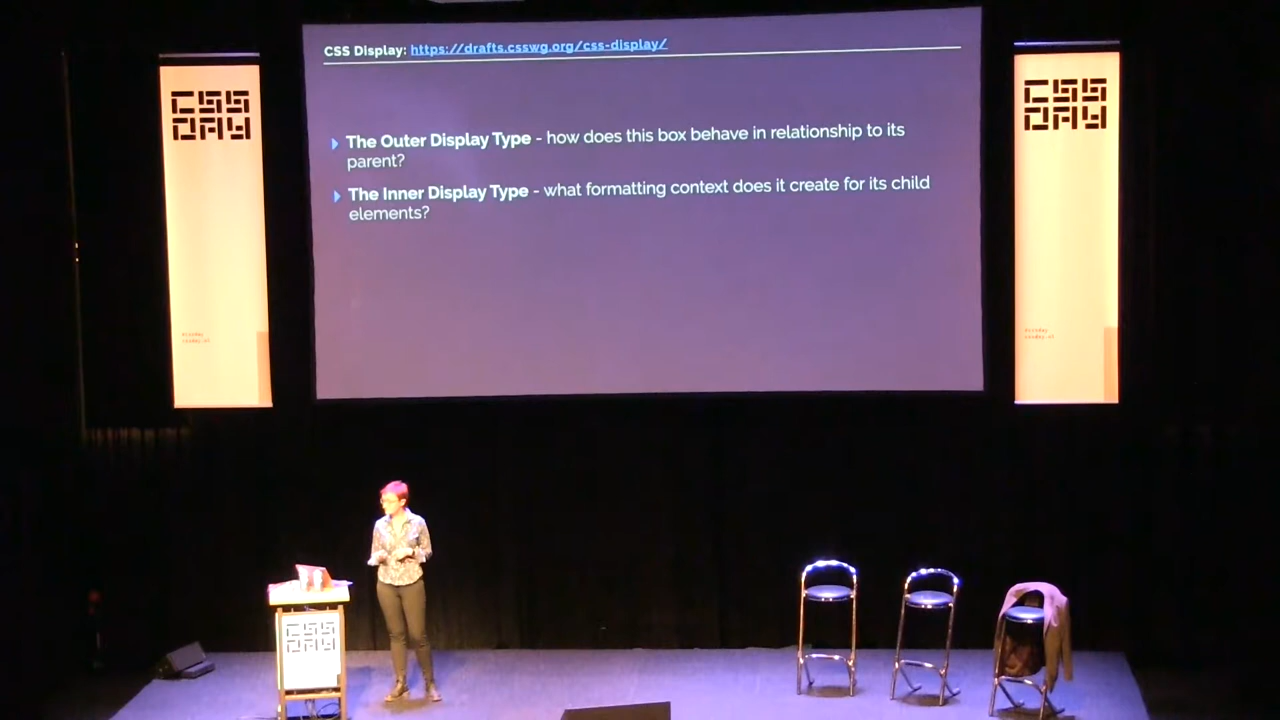 CSS Display: https://drafts.csswg.org/css-display/
The Outer Display Type - how does this box behave in relationship to its
parent?
The Inner Display Type - what formatting context does it create for its child
elements?
CSS
DAY
CSS
DAY
cssday.nl
CSS
DAY